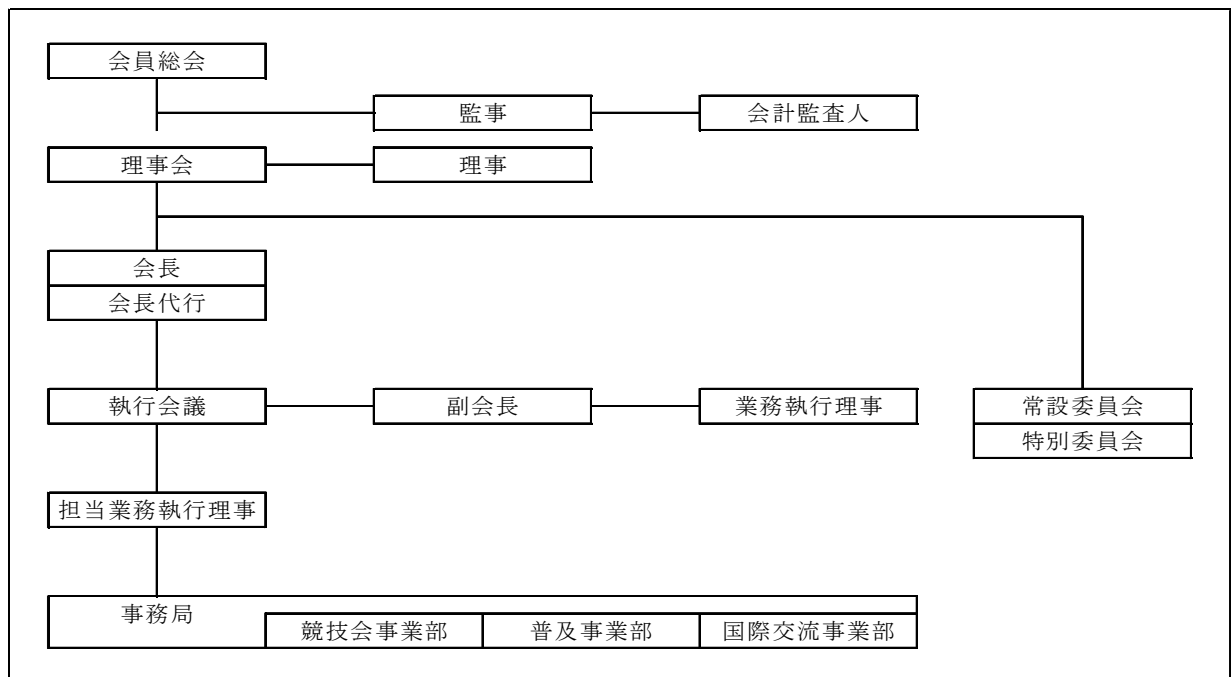 会員総会
監事 会計監査人
理事会 理事
会長
会長代行
執行会議 副会長 業務執行理事 常設委員会
特別委員会
担当業務執行理事
事務局
競技会事業部 普及事業部 国際交流事業部